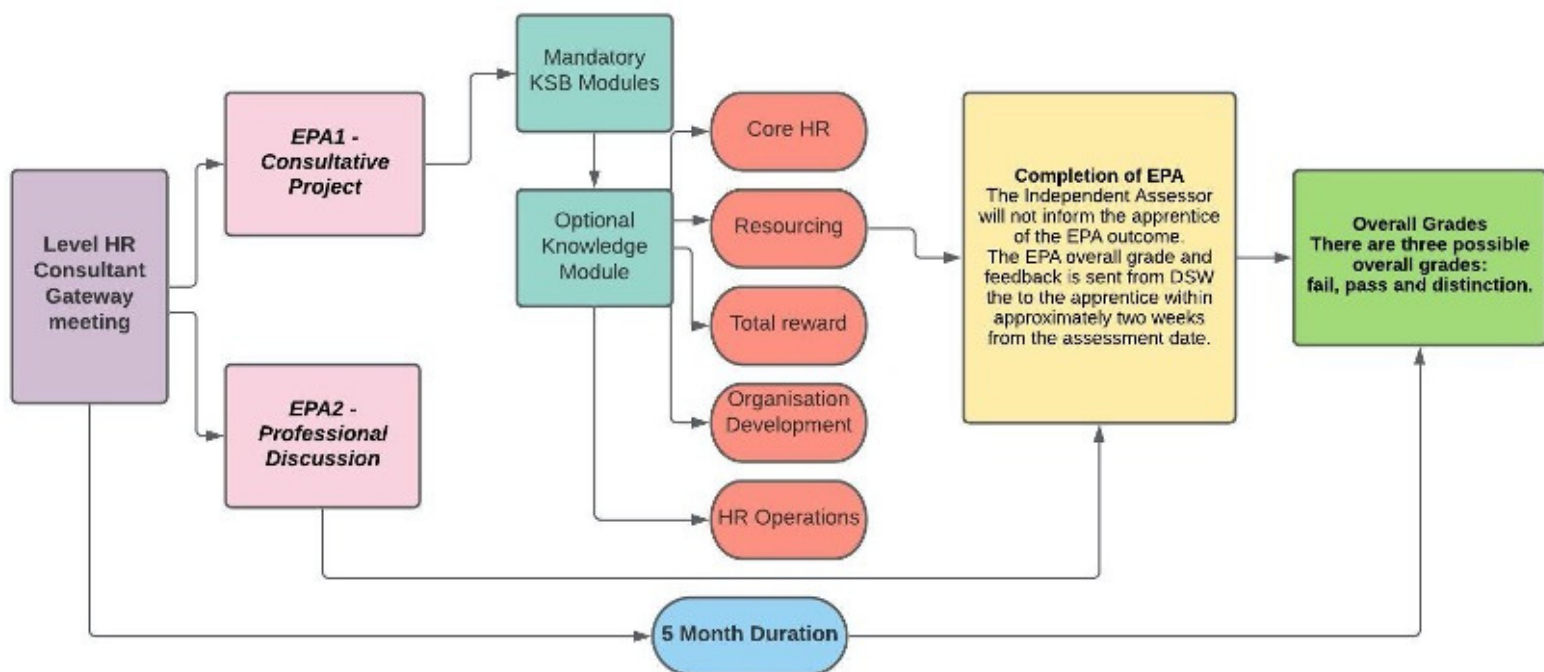 Level HR
Consultant
Gateway
meeting
EPA1 -
Consultative
Project
EPA2 -
Professional
Discussion
Mandatory
KSB Modules
Optional
Knowledge
Module
Core HR
Resourcing
Total reward
Organisation
Development
HR Operations
Completion of EPA
The Independent Assessor
will not inform the apprentice
of the EPA outcome.
The EPA overall grade and
feedback is sent from DSW
the to the apprentice within
approximately two weeks
from the assessment date.
Overall Grades
There are three possible
overall grades:
fail, pass and distinction.
5 Month Duration